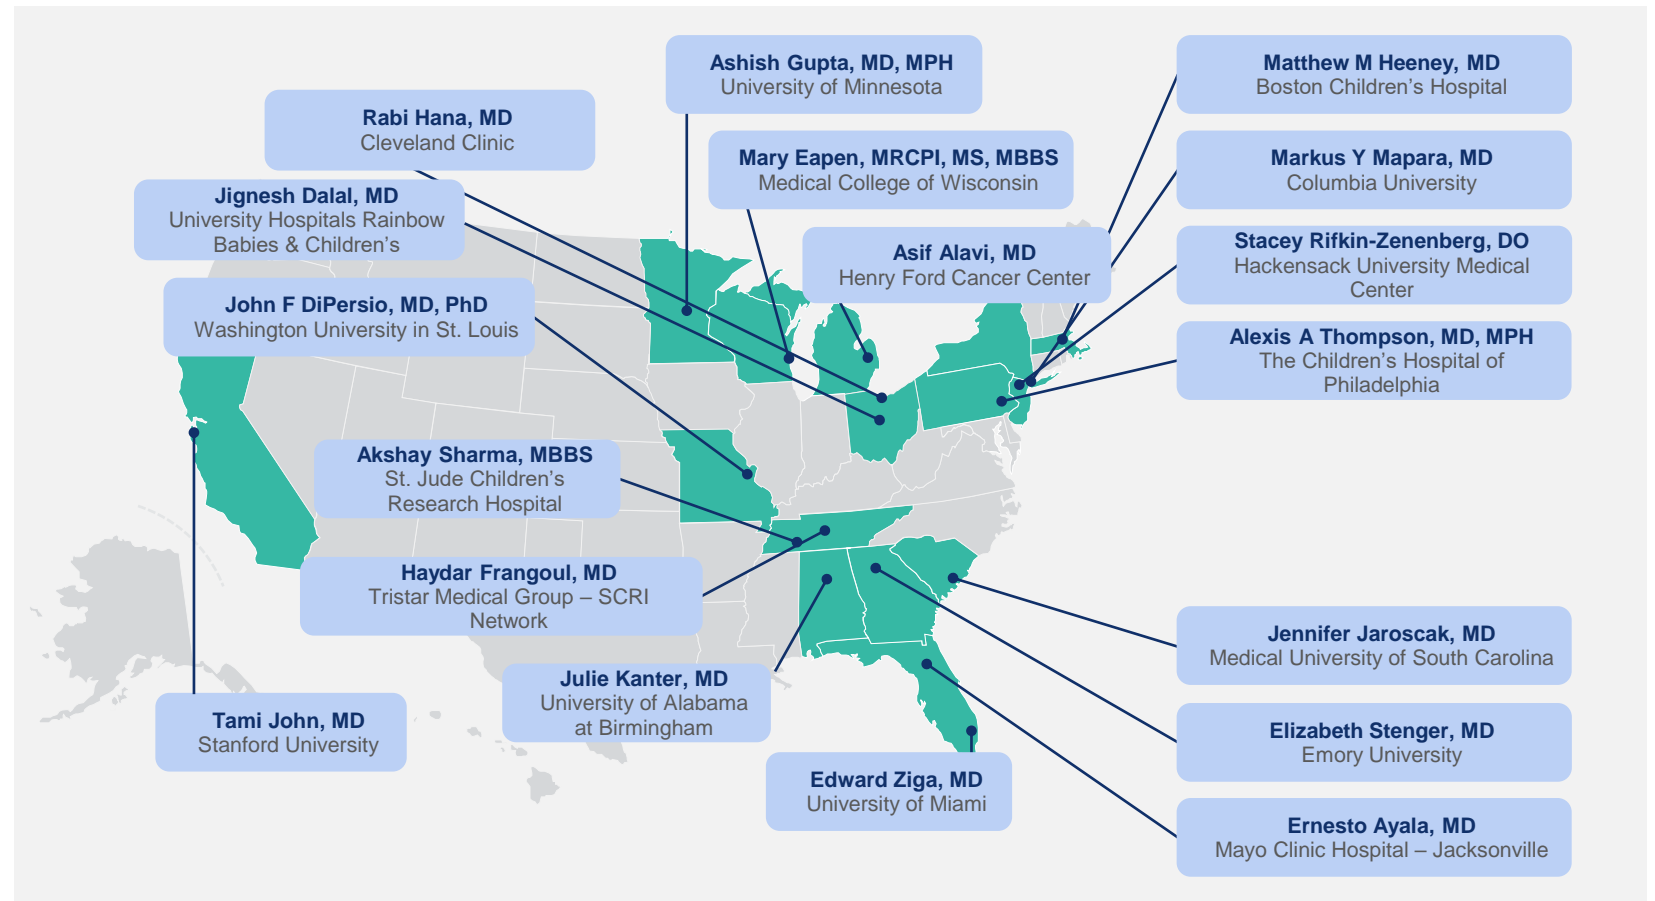 Ashish Gupta, MD, MPH
University of Minnesota
Matthew M Heeney, MD
Boston Children's Hospital
Rabi Hana, MD
Cleveland Clinic
Mary Eapen, MRCPI, MS, MBBS
Medical College of Wisconsin
Markus Y Mapara, MD
Columbia University
Jignesh Dalal, MD
University Hospitals Rainbow
Babies & Children's
Asif Alavi, MD
Henry Ford Cancer Center
Stacey Rifkin-Zenenberg, DO
Hackensack University Medical
Center
John F DiPersio, MD, PhD
Washington University in St. Louis
Alexis A Thompson, MD, MPH
The Children's Hospital of
Philadelphia
Akshay Sharma, MBBS
St. Jude Children's
Research Hospital
Haydar Frangoul, MD
Tristar Medical Group – SCRI
Network
Jennifer Jaroscak, MD
Medical University of South Carolina
Julie Kanter, MD
University of Alabama
at Birmingham
Tami John, MD
Stanford University
Elizabeth Stenger, MD
Emory University
Edward Ziga, MD
University of Miami
Ernesto Ayala, MD
Mayo Clinic Hospital – Jacksonville